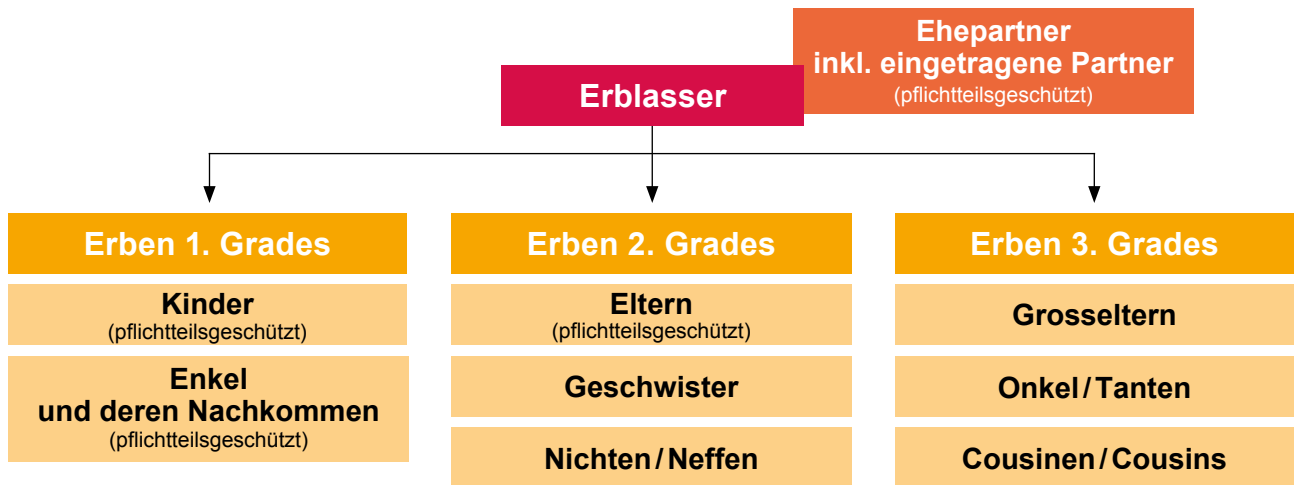 Ehepartner
inkl. eingetragene Partner
(pflichtteilsgeschützt)
Erblasser
Erben 1. Grades
Kinder
(pflichtteilsgeschützt)
Enkel
und deren Nachkommen
(pflichtteilsgeschützt)
Erben 2. Grades
Eltern
(pflichtteilsgeschützt)
Geschwister
Nichten / Neffen
Erben 3. Grades
Grosseltern
Onkel / Tanten
Cousinen / Cousins